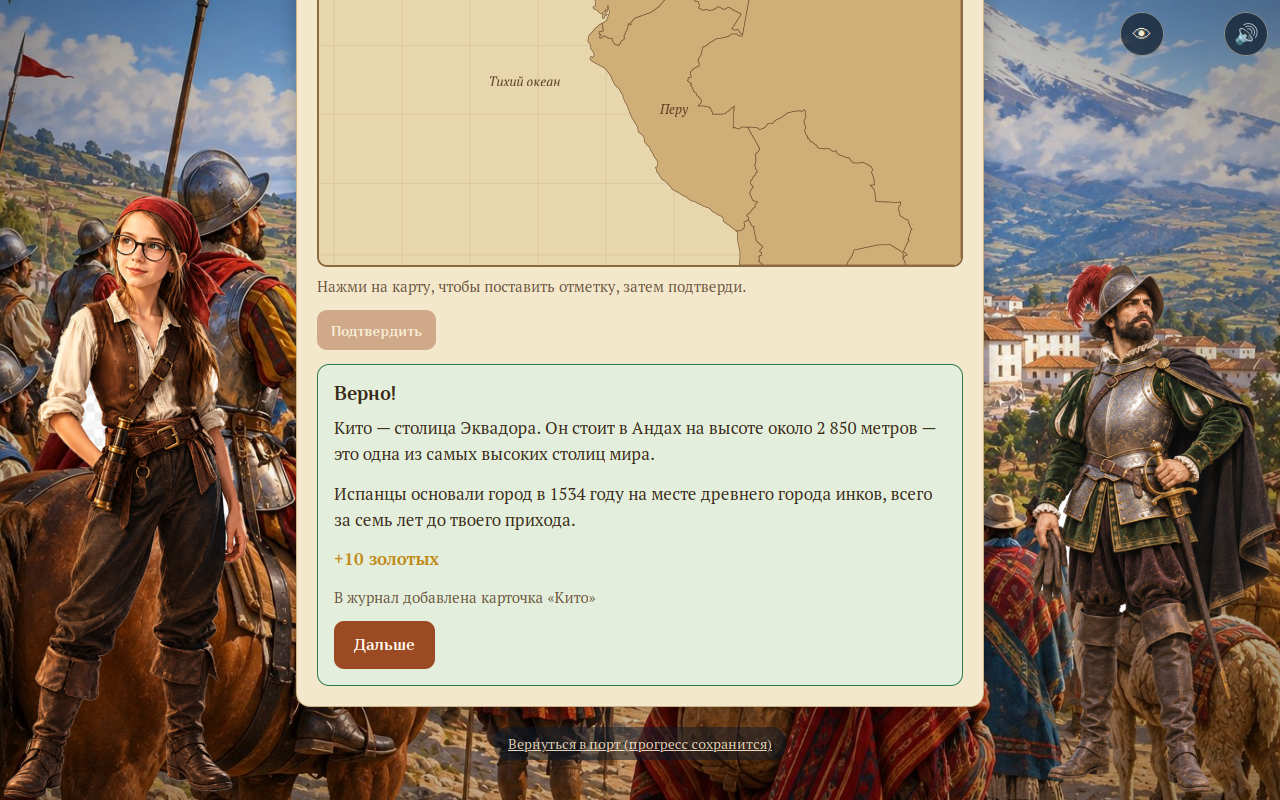 Тихий океан
Перу
Нажми на карту, чтобы поставить отметку, затем подтверди.
Подтвердить
Верно!
Кито — столица Эквадора. Он стоит в Андах на высоте около 2 850 метров —
это одна из самых высоких столиц мира.
Испанцы основали город в 1534 году на месте древнего города инков, всего
за семь лет до твоего прихода.
+10 золотых
В журнал добавлена карточка «Кито»
Дальше
Вернуться в порт (прогресс сохранится)